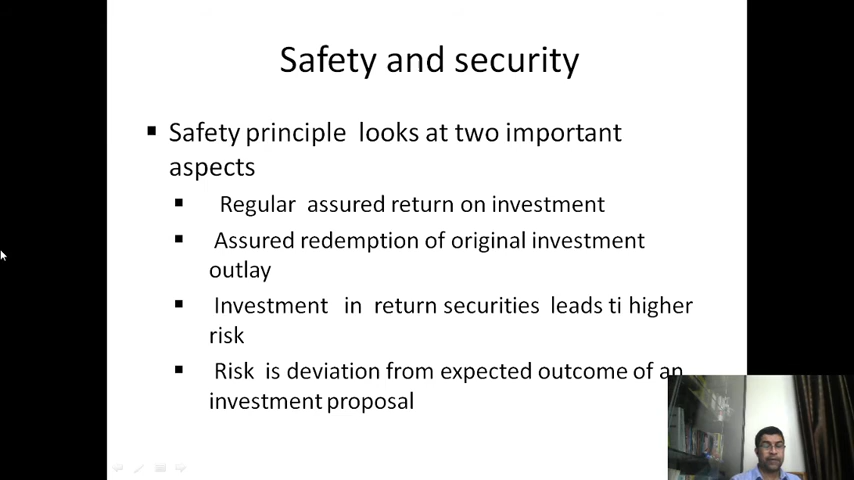 Safety and security
Safety principle looks at two important
aspects
Regular assured return on investment
Assured redemption of original investment
outlay
Investment in return securities leads ti higher
risk
Risk is deviation from expected outcome of an
investment proposal